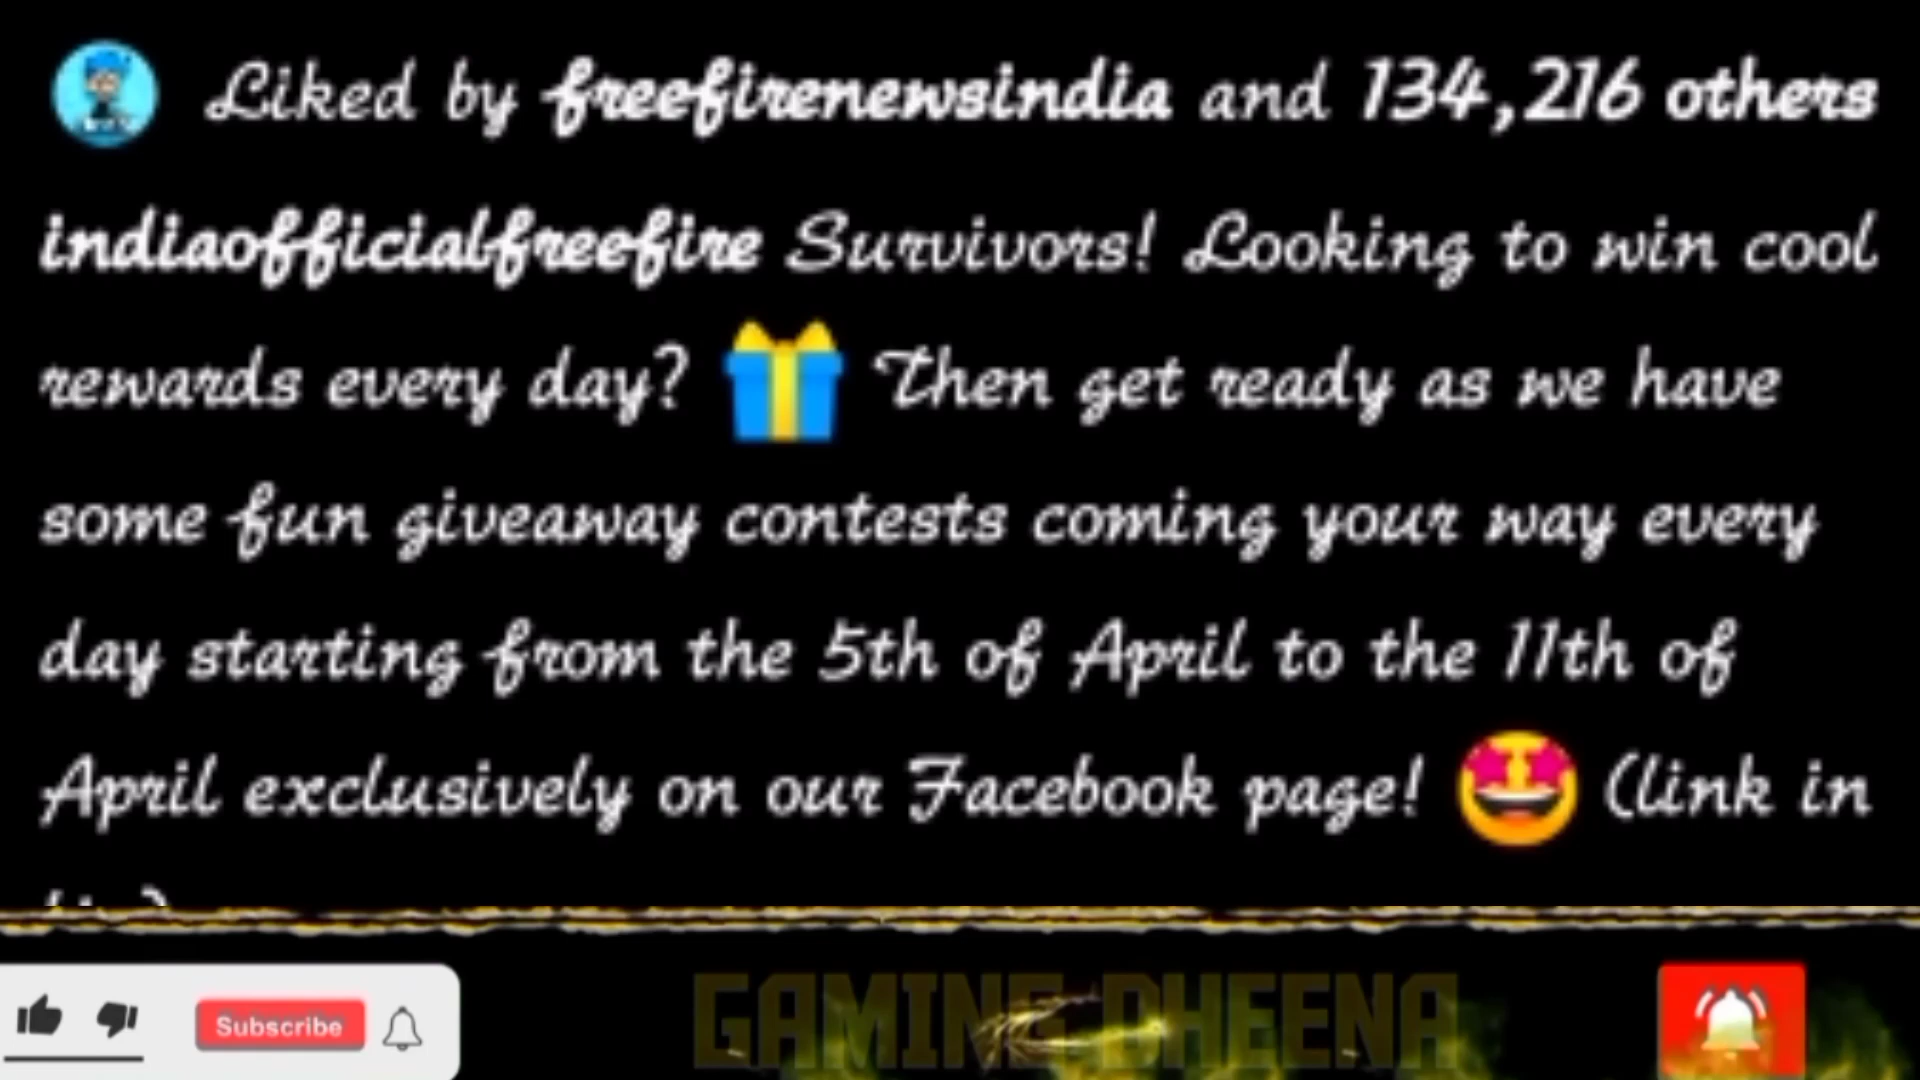 Liked by freefirenewsindia and 134,216 others
indiaofficialfreefire Survivors! Looking to win cool
rewards every day? 🎁 Then get ready as we have
some fun giveaway contests coming your way every
day starting from the 5th of April to the 11th of
April exclusively on our Facebook page! 🤩 (link in
Subscribe
GAMING DHEENA